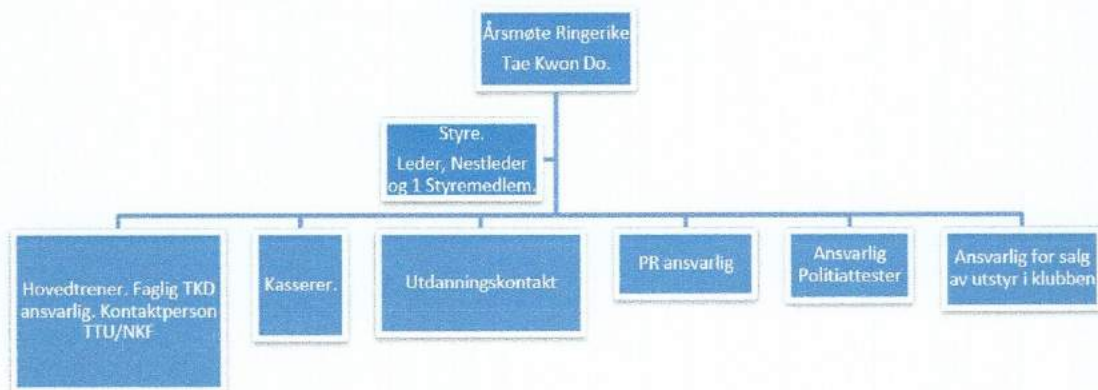 Årsmøte Ringerike
Tae Kwon Do.
Styre.
Leder, Nestleder
og 1 Styremedlem.
Hovedtrener. Faglig TKD
ansvarlig. Kontaktperson
TTU/NKF
Kasserer.
Utdanningskontakt
PR ansvarlig
Ansvarlig
Politiattester
Ansvarlig for salg
av utstyr i klubben